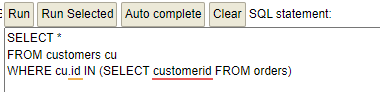 Run Run Selected Auto complete Clear SQL statement:
SELECT *
FROM customers cu
WHERE cu.id IN (SELECT customerid FROM orders)